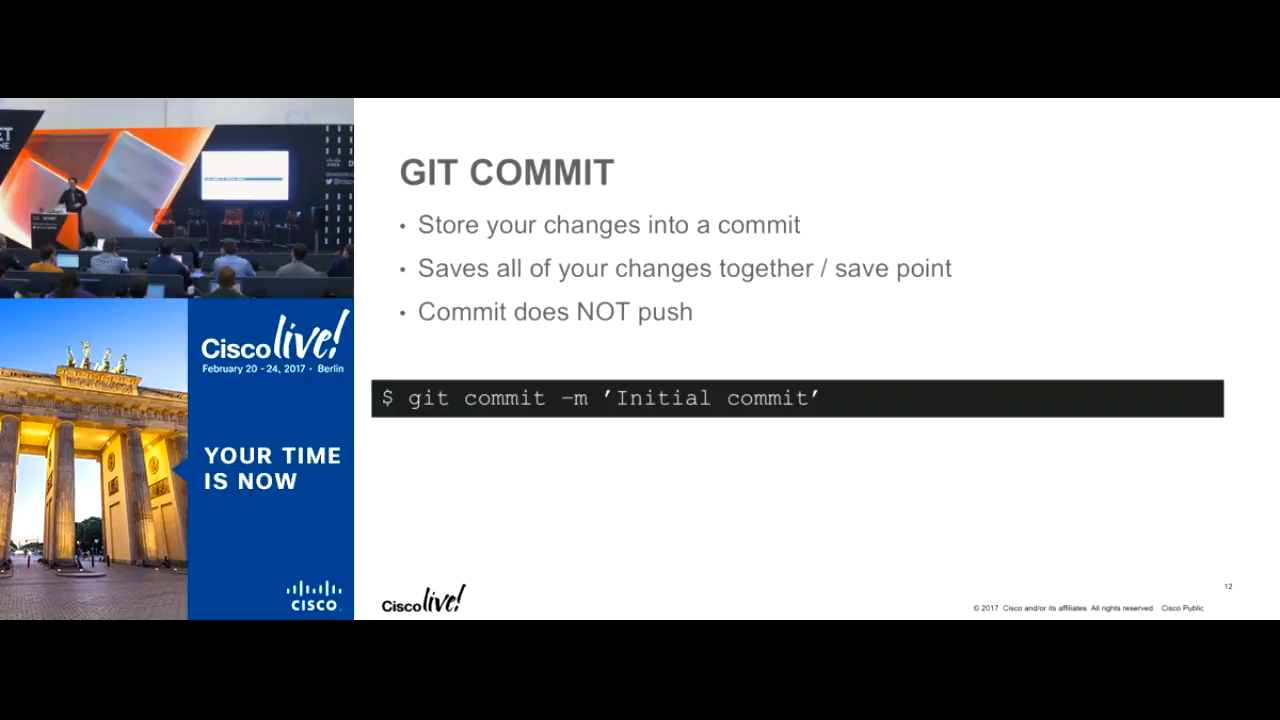 GIT COMMIT
• Store your changes into a commit
• Saves all of your changes together / save point
• Commit does NOT push
$ git commit –m ’Initial commit’
Cisco live!
12
© 2017 Cisco and/or its affiliates. All rights reserved. Cisco Public
Cisco live!
February 20 - 24, 2017 · Berlin
YOUR TIME
IS NOW
CISCO